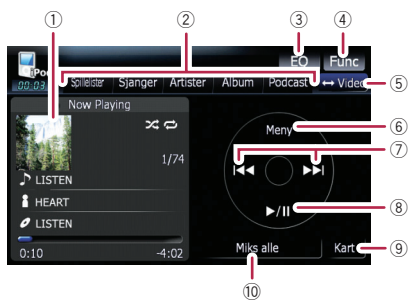 ① ② ③ ④
EQ Func
iPod
00:03 Spillelister Sjanger Artister Album Podcast ↔ Video ⑤
Now Playing
Meny ⑥
⑦
1/74
LISTEN
HEART
▶/II ⑧
LISTEN
Miks alle Kart ⑨
0:10 -4:02
⑩